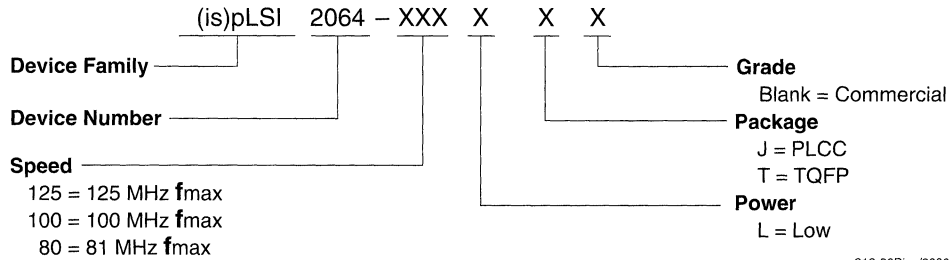 (is)pLSI 2064 – XXX X X X
Device Family
Device Number
Speed
125 = 125 MHz fmax
100 = 100 MHz fmax
80 = 81 MHz fmax
Grade
Blank = Commercial
Package
J = PLCC
T = TQFP
Power
L = Low